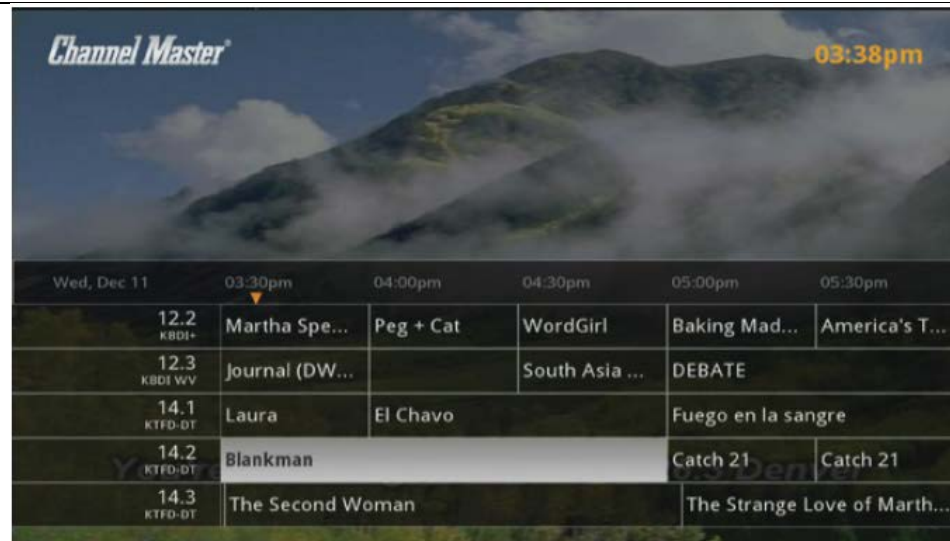 Channel Master®
03:38pm
Wed, Dec 11 03:30pm 04:00pm 04:30pm 05:00pm 05:30pm
12.2 KBDI+ Martha Spe... Peg + Cat WordGirl Baking Mad... America's T...
12.3 KBDI WV Journal (DW... South Asia ... DEBATE
14.1 KTFD-DT Laura El Chavo Fuego en la sangre
14.2 KTFD-DT Blankman Catch 21 Catch 21
14.3 KTFD-DT The Second Woman The Strange Love of Marth...